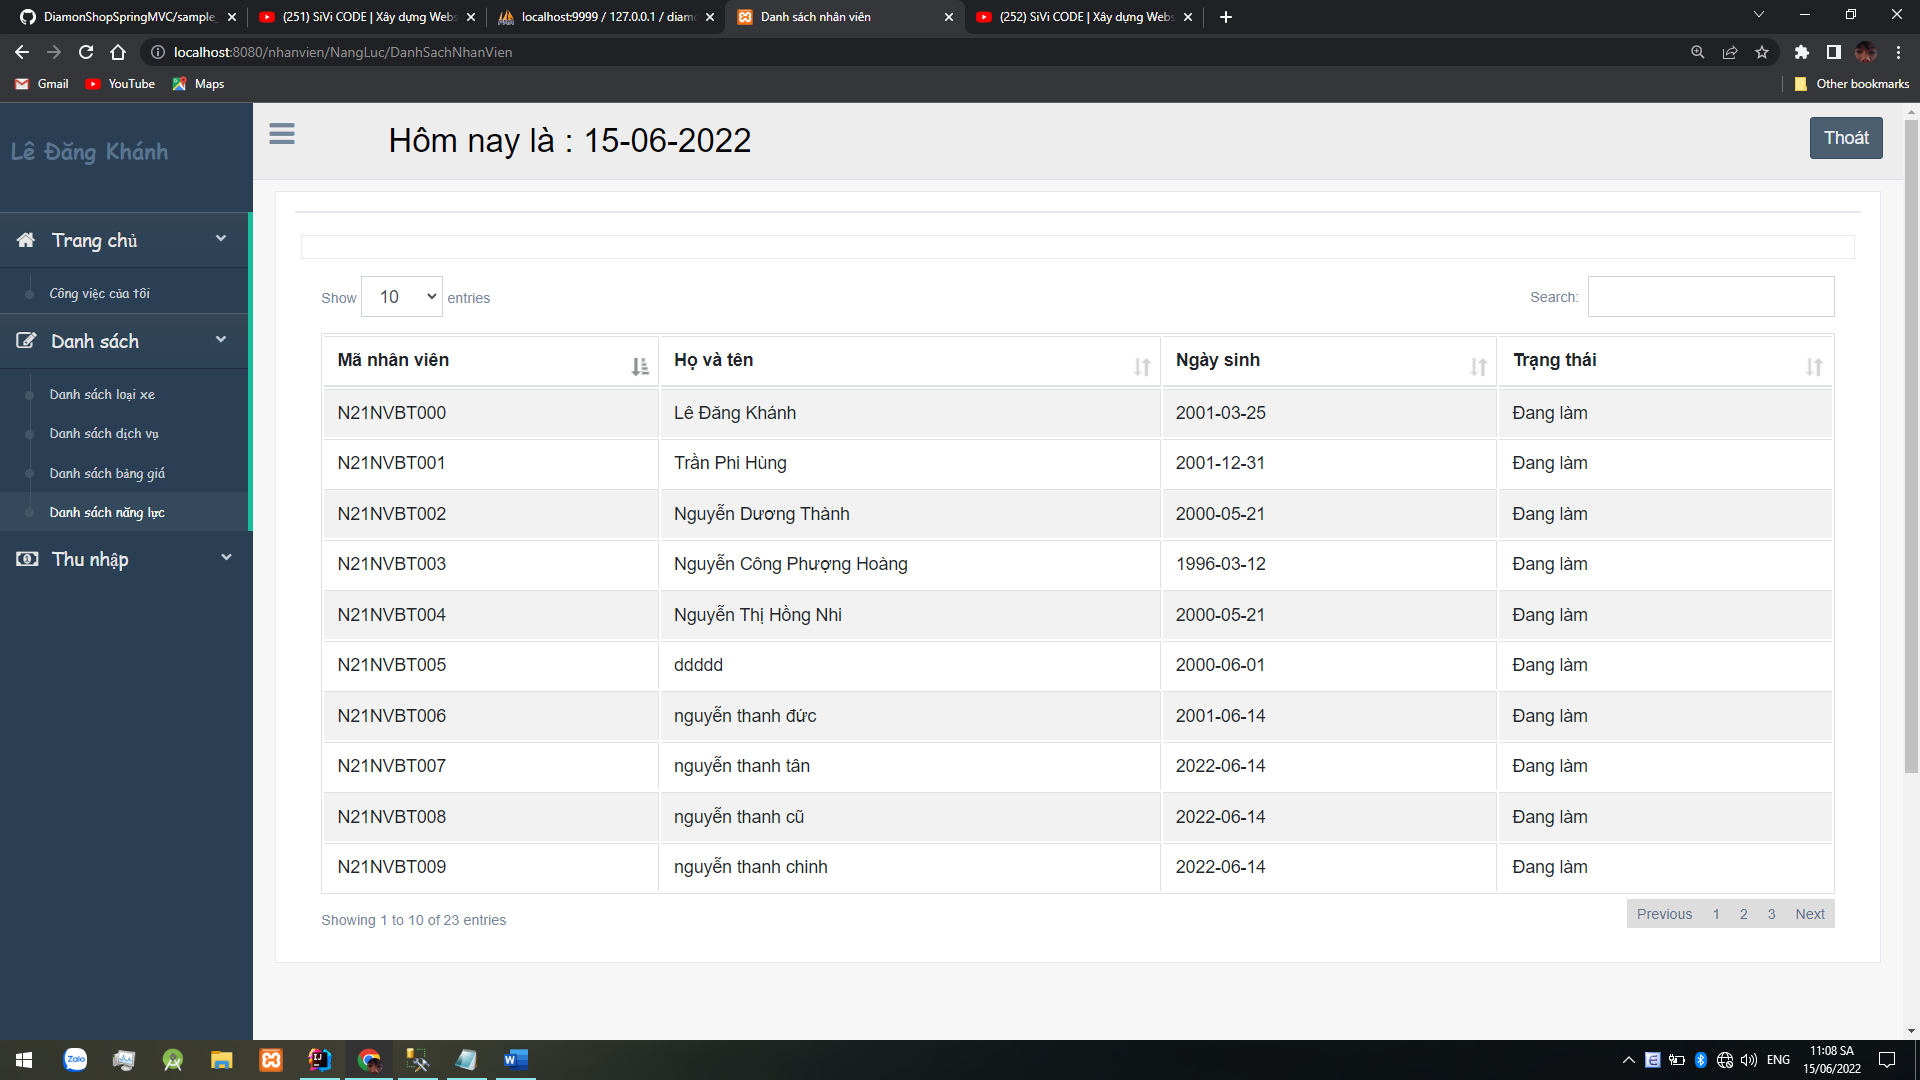 DiamonShopSpringMVC/sample_
(251) SiVi CODE | Xây dựng Webs
localhost:9999 / 127.0.0.1 / diam
Danh sách nhân viên
(252) SiVi CODE | Xây dựng Webs
localhost:8080/nhanvien/NangLuc/DanhSachNhanVien
Gmail
YouTube
Maps
Other bookmarks
Lê Đăng Khánh
Hôm nay là : 15-06-2022
Thoát
Trang chủ
Công việc của tôi
Danh sách
Danh sách loại xe
Danh sách dịch vụ
Danh sách bảng giá
Danh sách năng lực
Thu nhập
Show 10 entries
Search:
Mã nhân viên Họ và tên Ngày sinh Trạng thái
N21NVBT000 Lê Đăng Khánh 2001-03-25 Đang làm
N21NVBT001 Trần Phi Hùng 2001-12-31 Đang làm
N21NVBT002 Nguyễn Dương Thành 2000-05-21 Đang làm
N21NVBT003 Nguyễn Công Phượng Hoàng 1996-03-12 Đang làm
N21NVBT004 Nguyễn Thị Hồng Nhi 2000-05-21 Đang làm
N21NVBT005 ddddd 2000-06-01 Đang làm
N21NVBT006 nguyễn thanh đức 2001-06-14 Đang làm
N21NVBT007 nguyễn thanh tân 2022-06-14 Đang làm
N21NVBT008 nguyễn thanh cũ 2022-06-14 Đang làm
N21NVBT009 nguyễn thanh chinh 2022-06-14 Đang làm
Showing 1 to 10 of 23 entries
Previous 1 2 3 Next
Zalo
ENG
11:08 SA
15/06/2022